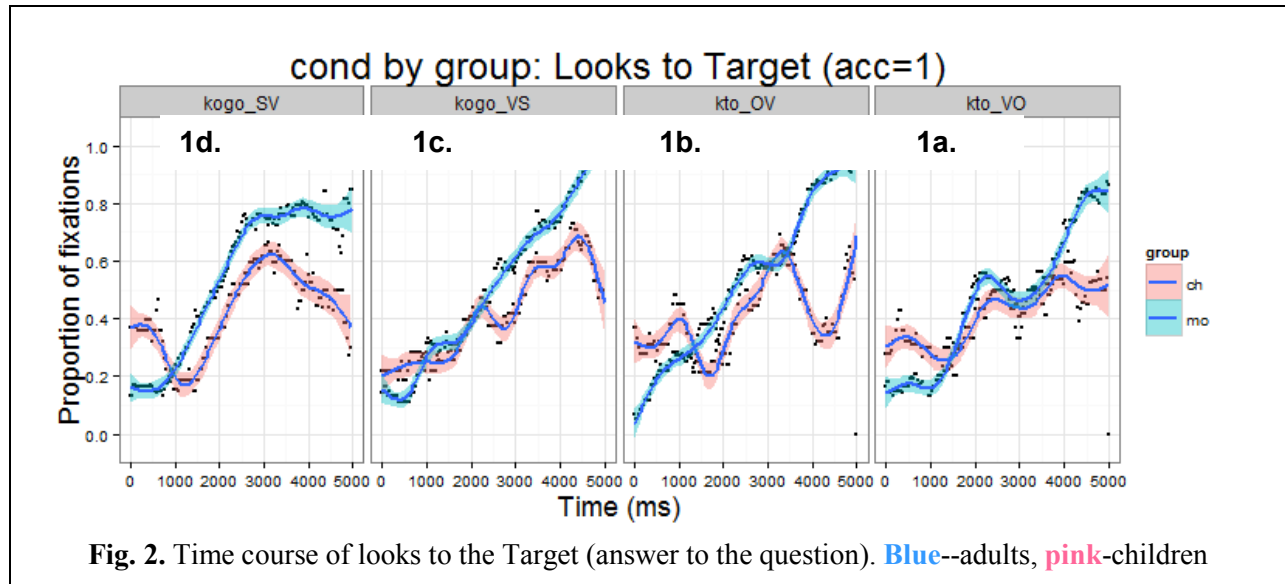 cond by group: Looks to Target (acc=1)
kogo_SV kogo_VS kto_OV kto_VO
1d. 1c. 1b. 1a.
Proportion of fixations
1.0
0.8
0.6
0.4
0.2
0.0
0 1000 2000 3000 4000 5000 0 1000 2000 3000 4000 5000 0 1000 2000 3000 4000 5000 0 1000 2000 3000 4000 5000
Time (ms)
group
ch
mo
Fig. 2. Time course of looks to the Target (answer to the question). Blue--adults, pink-children